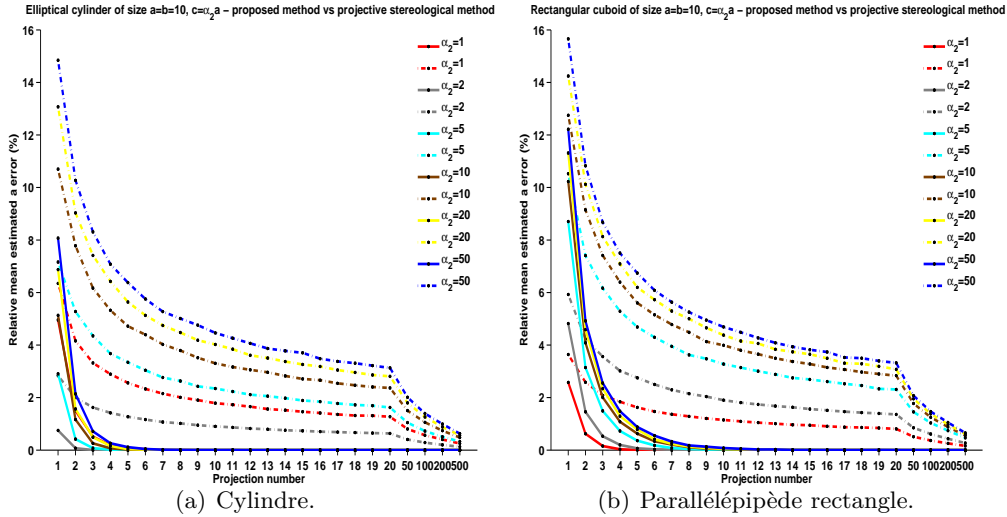 Elliptical cylinder of size a=b=10, c=α₂a − proposed method vs projective stereological method
Relative mean estimated a error (%)
16
14
12
10
8
6
4
2
0
α₂=1
α₂=1
α₂=2
α₂=2
α₂=5
α₂=5
α₂=10
α₂=10
α₂=20
α₂=20
α₂=50
α₂=50
1 2 3 4 5 6 7 8 9 10 11 12 13 14 15 16 17 18 19 20 50 100 200 500
Projection number
(a) Cylindre.
Rectangular cuboid of size a=b=10, c=α₂a − proposed method vs projective stereological method
Relative mean estimated a error (%)
16
14
12
10
8
6
4
2
0
α₂=1
α₂=1
α₂=2
α₂=2
α₂=5
α₂=5
α₂=10
α₂=10
α₂=20
α₂=20
α₂=50
α₂=50
1 2 3 4 5 6 7 8 9 10 11 12 13 14 15 16 17 18 19 20 50 100 200 500
Projection number
(b) Parallélépipède rectangle.